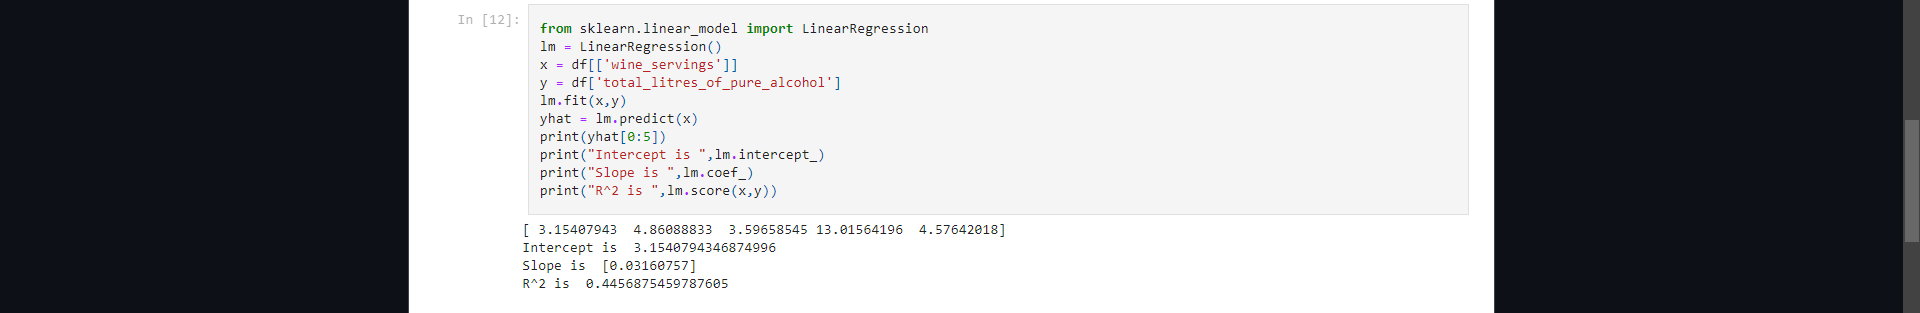 In [12]:
from sklearn.linear_model import LinearRegression
lm = LinearRegression()
x = df[['wine_servings']]
y = df['total_litres_of_pure_alcohol']
lm.fit(x,y)
yhat = lm.predict(x)
print(yhat[0:5])
print("Intercept is ",lm.intercept_)
print("Slope is ",lm.coef_)
print("R^2 is ",lm.score(x,y))
[ 3.15407943  4.86088833  3.59658545 13.01564196  4.57642018]
Intercept is  3.1540794346874996
Slope is  [0.03160757]
R^2 is  0.4456875459787605